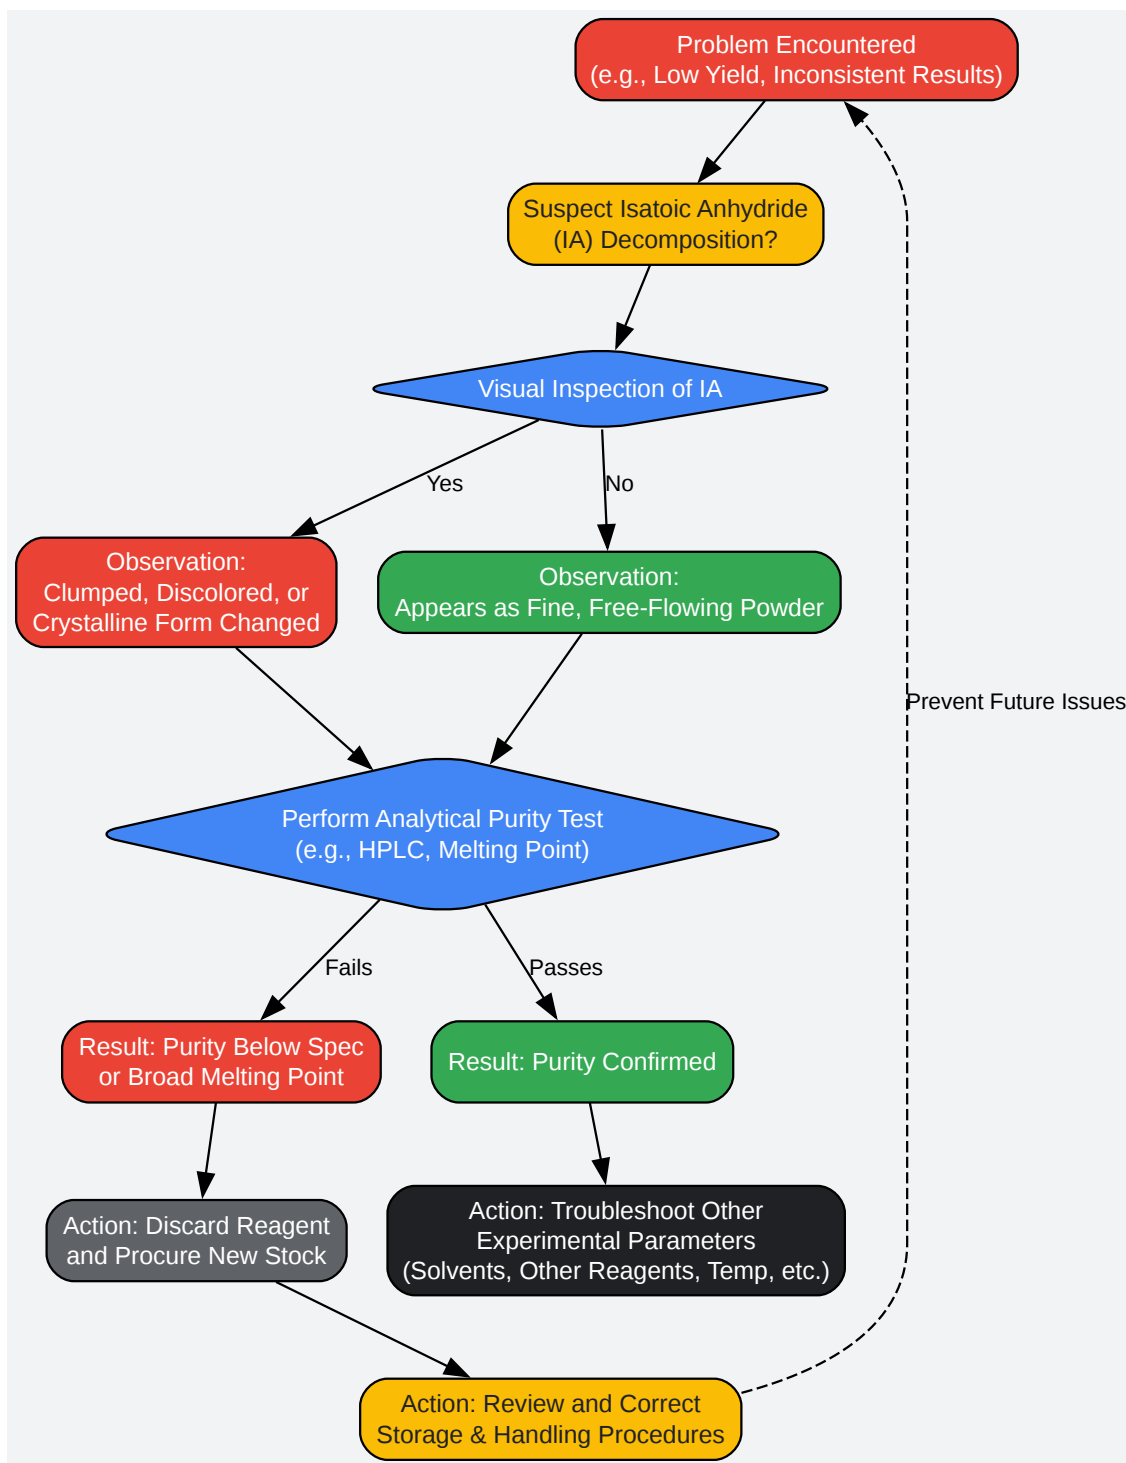 Problem Encountered
(e.g., Low Yield, Inconsistent Results)
Suspect Isatoic Anhydride
(IA) Decomposition?
Visual Inspection of IA
Yes
No
Observation:
Clumped, Discolored, or
Crystalline Form Changed
Observation:
Appears as Fine, Free-Flowing Powder
Prevent Future Issues
Perform Analytical Purity Test
(e.g., HPLC, Melting Point)
Fails
Passes
Result: Purity Below Spec
or Broad Melting Point
Result: Purity Confirmed
Action: Discard Reagent
and Procure New Stock
Action: Troubleshoot Other
Experimental Parameters
(Solvents, Other Reagents, Temp, etc.)
Action: Review and Correct
Storage & Handling Procedures